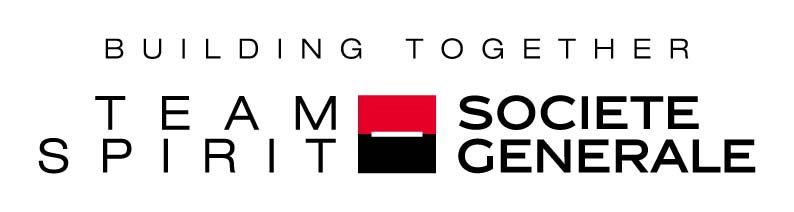 BUILDING TOGETHER
TEAM
SPIRIT
SOCIETE
GENERALE